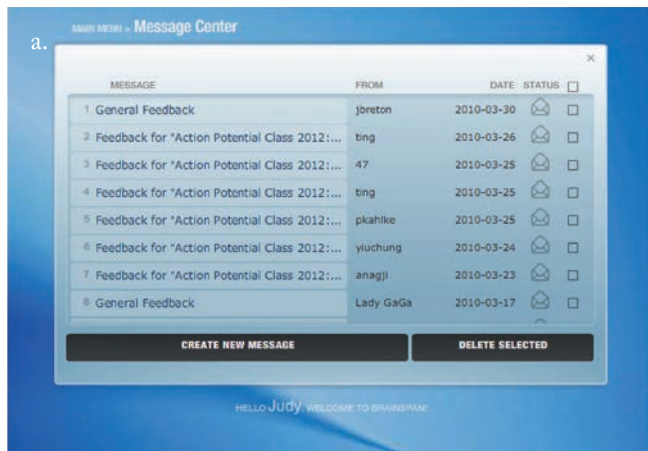 MAIN MENU » Message Center
a.
×
MESSAGE FROM DATE STATUS
1 General Feedback jbreton 2010-03-30
2 Feedback for "Action Potential Class 2012:... ting 2010-03-26
3 Feedback for "Action Potential Class 2012:... 47 2010-03-25
4 Feedback for "Action Potential Class 2012:... ting 2010-03-25
5 Feedback for "Action Potential Class 2012:... pkahlke 2010-03-25
6 Feedback for "Action Potential Class 2012:... yiuchung 2010-03-24
7 Feedback for "Action Potential Class 2012:... anagji 2010-03-23
8 General Feedback Lady GaGa 2010-03-17
CREATE NEW MESSAGE DELETE SELECTED
HELLO Judy, WELCOME TO BRAINSPAN!